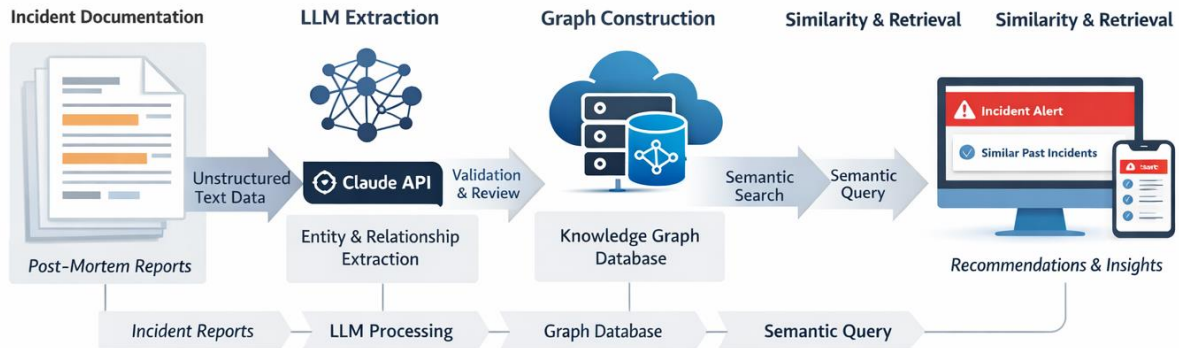 Incident Documentation
LLM Extraction
Graph Construction
Similarity & Retrieval
Similarity & Retrieval
Unstructured
Text Data
Claude API
Validation
& Review
Semantic
Search
Semantic
Query
Incident Alert
Similar Past Incidents
Post-Mortem Reports
Entity & Relationship
Extraction
Knowledge Graph
Database
Recommendations & Insights
Incident Reports
LLM Processing
Graph Database
Semantic Query